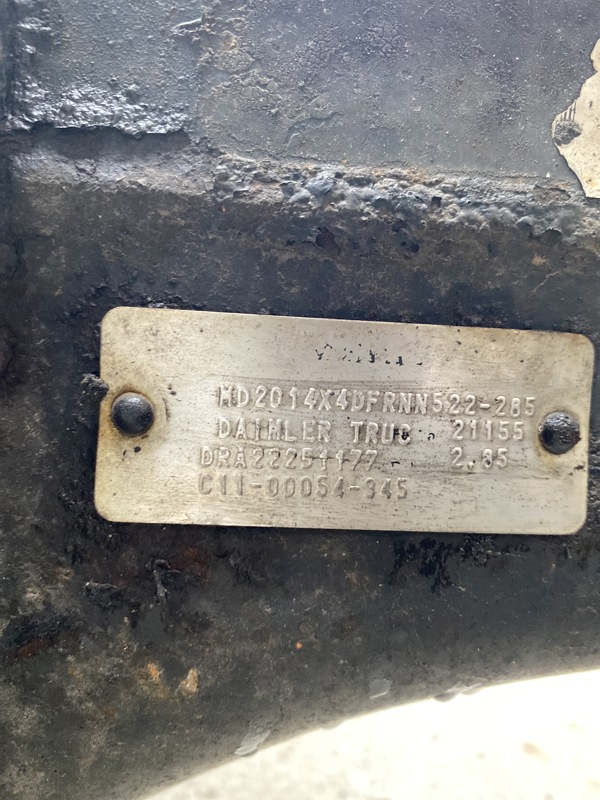 MD2014X4DFRNN522-285
DAIMLER TRUC 21155
DRA22251177 2.85
C11-00054-345